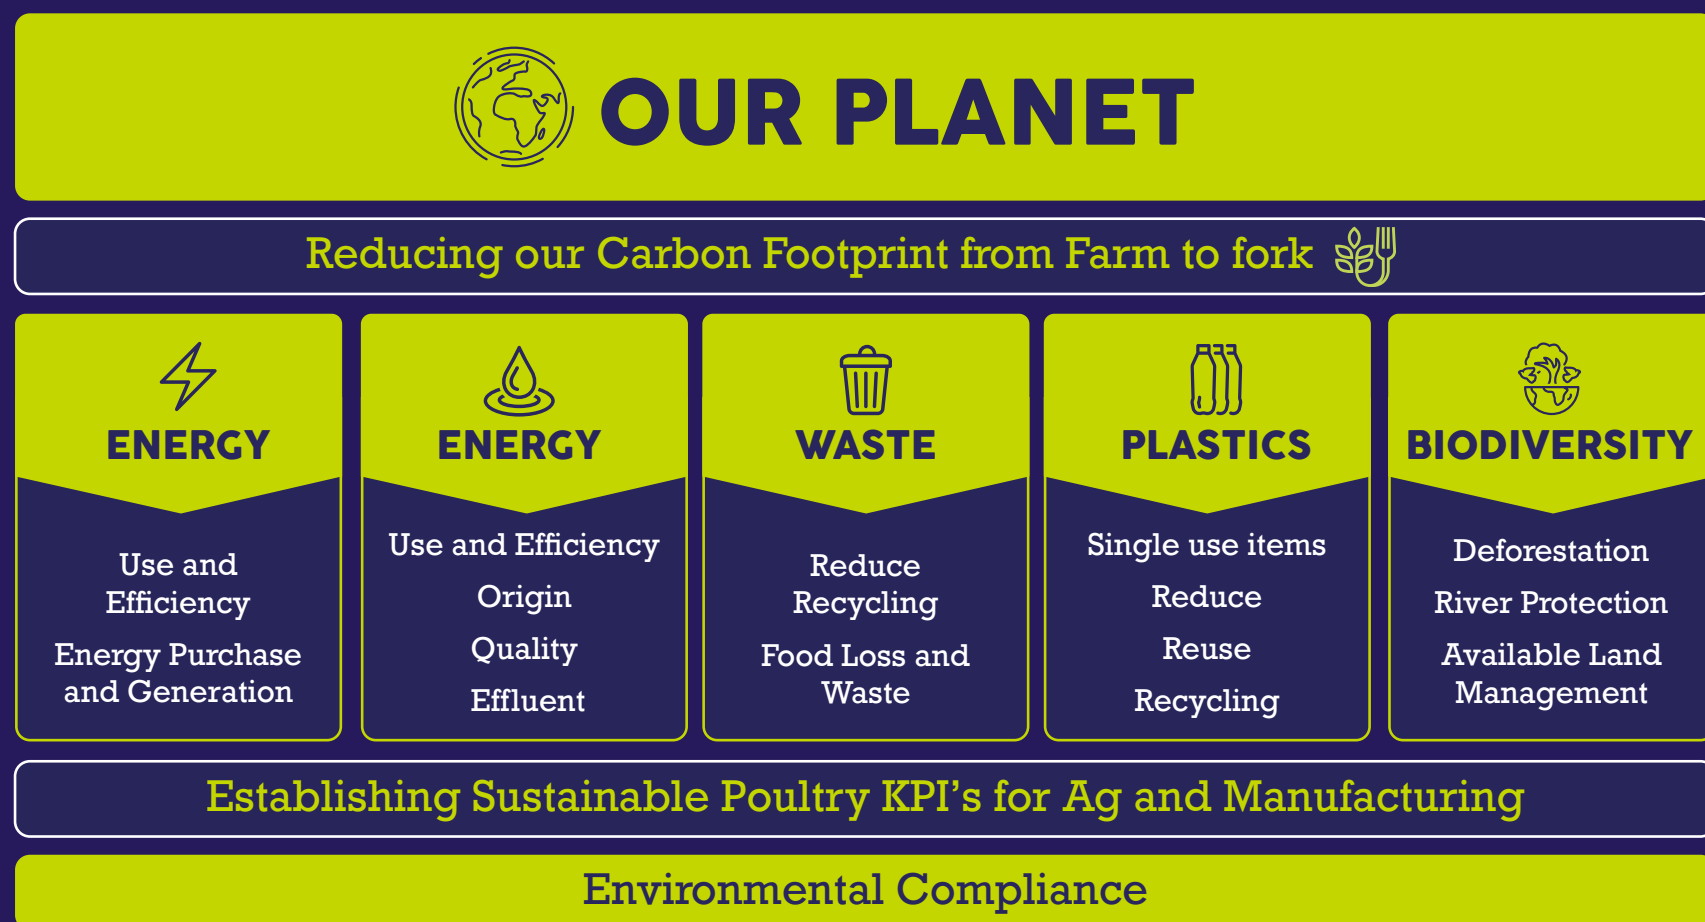 OUR PLANET
Reducing our Carbon Footprint from Farm to fork
ENERGY
Use and
Efficiency
Energy Purchase
and Generation
ENERGY
Use and Efficiency
Origin
Quality
Effluent
WASTE
Reduce
Recycling
Food Loss and
Waste
PLASTICS
Single use items
Reduce
Reuse
Recycling
BIODIVERSITY
Deforestation
River Protection
Available Land
Management
Establishing Sustainable Poultry KPI’s for Ag and Manufacturing
Environmental Compliance